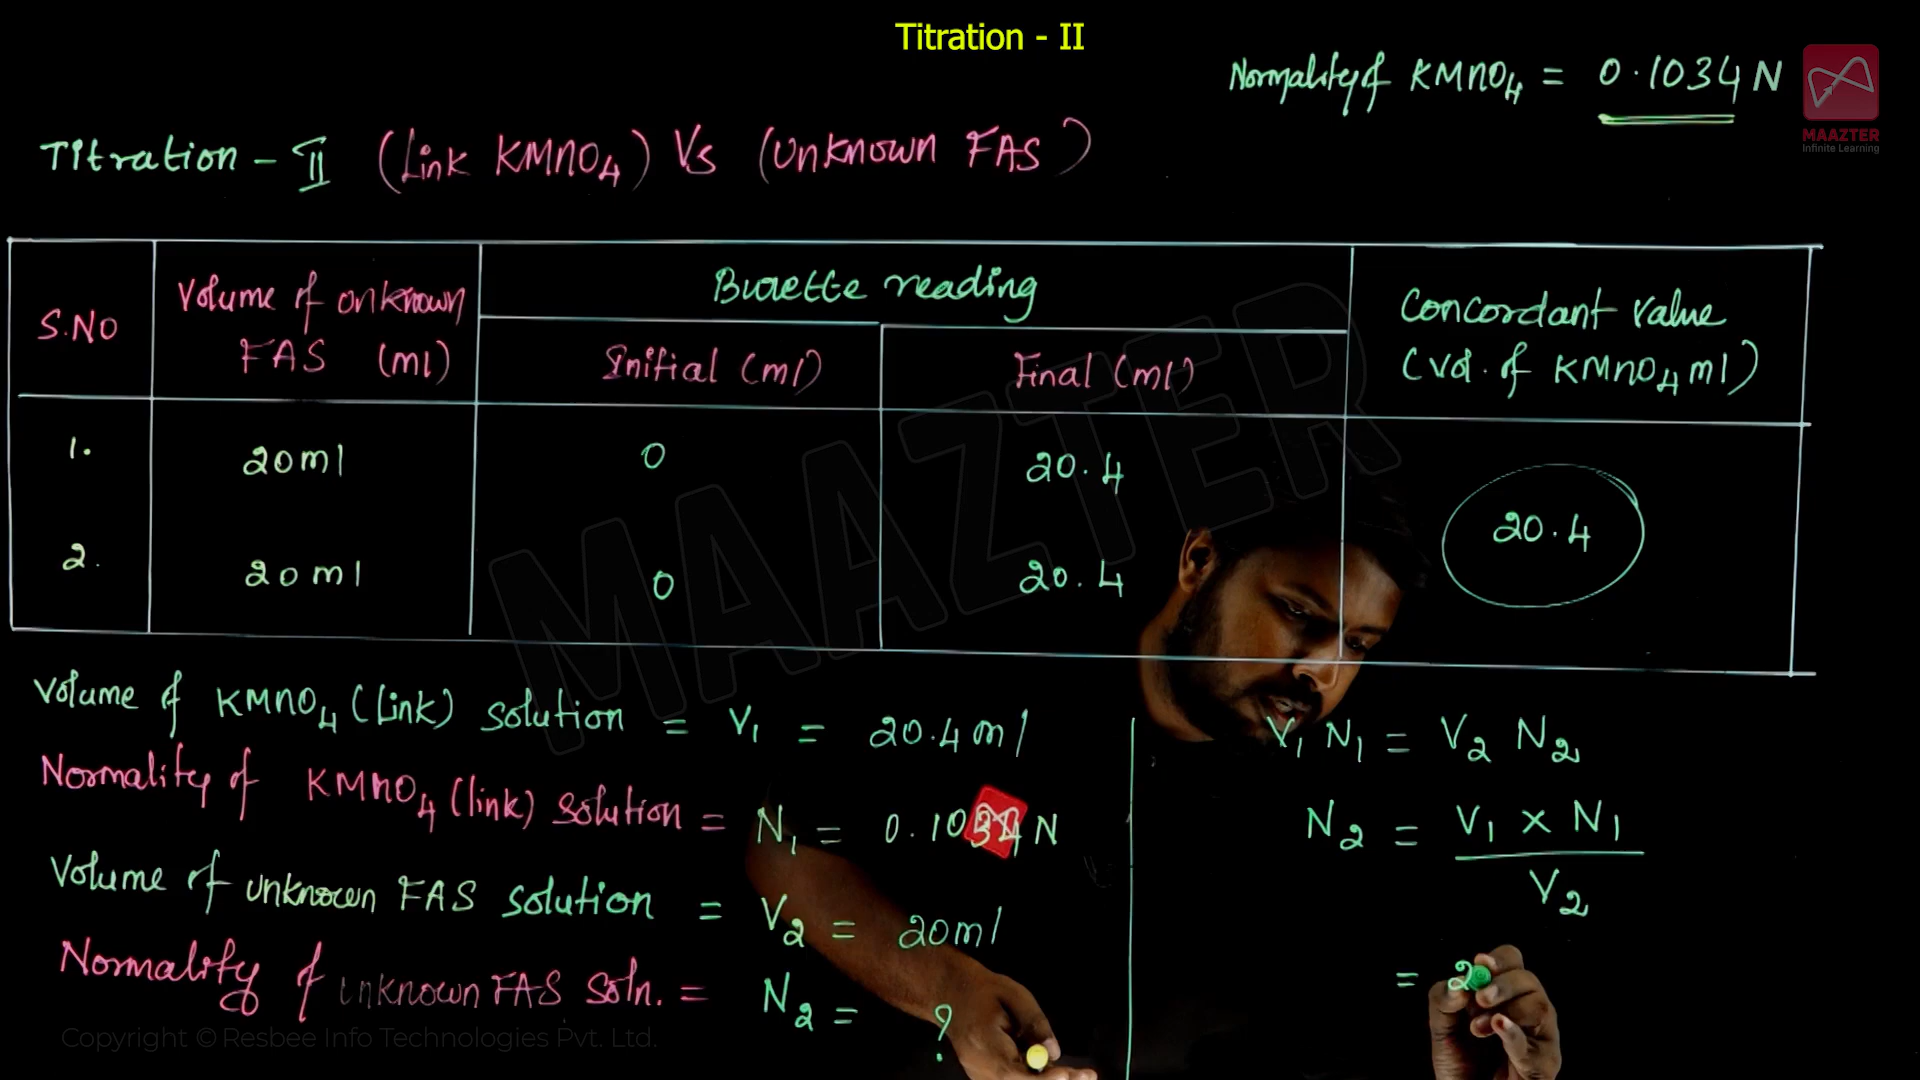 Titration - II
Normality of KMnO4 = 0.1034 N
MAAZTER
Infinite Learning
Titration - II (Link KMnO4) Vs (Unknown FAS)
S.NO
Volume of unknown FAS (ml)
Burette reading
Initial (ml)
Final (ml)
Concordant value (Vol. of KMnO4 ml)
1. 20ml 0 20.4
20.4
2. 20ml 0 20.4
MAAZTER
Volume of KMnO4 (Link) solution = V1 = 20.4 ml
Normality of KMnO4 (link) solution = N1 = 0.1034 N
Volume of unknown FAS solution = V2 = 20ml
Normality of unknown FAS soln. = N2 = ?
V1 N1 = V2 N2
N2 = V1 x N1
V2
= 2
Copyright © Resbee Info Technologies Pvt. Ltd.